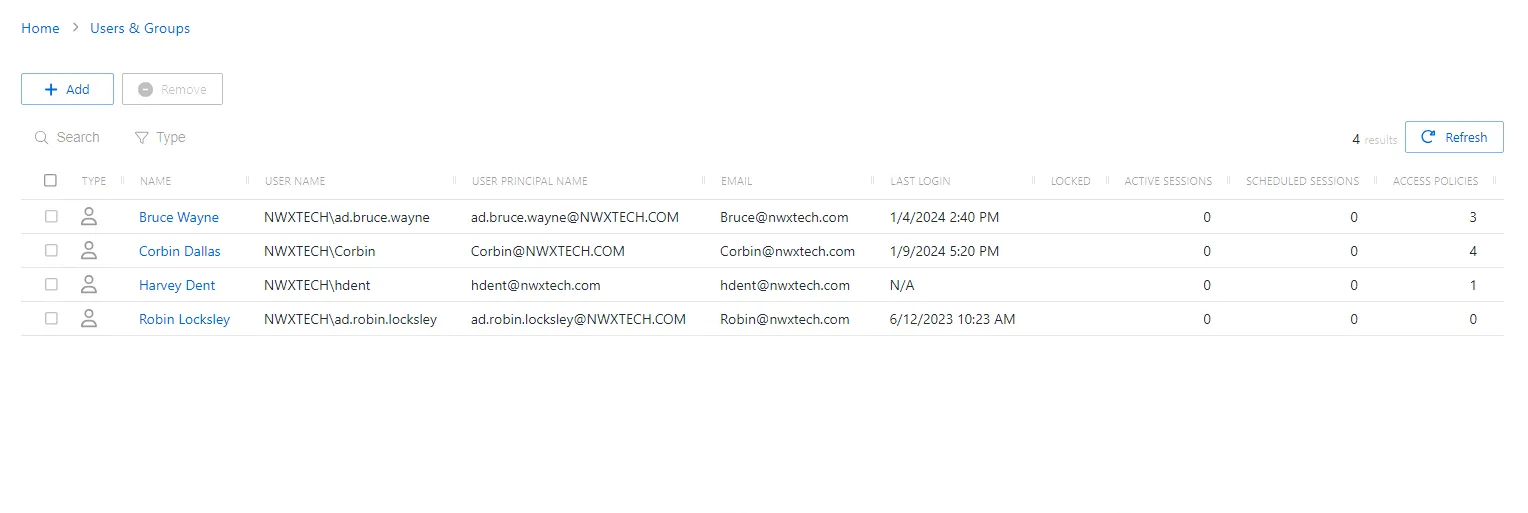 Home > Users & Groups
+ Add Remove
Search Type 4 results Refresh
TYPE NAME USER NAME USER PRINCIPAL NAME EMAIL LAST LOGIN LOCKED ACTIVE SESSIONS SCHEDULED SESSIONS ACCESS POLICIES
Bruce Wayne NWXTECH\ad.bruce.wayne ad.bruce.wayne@NWXTECH.COM Bruce@nwxtech.com 1/4/2024 2:40 PM 0 0 3
Corbin Dallas NWXTECH\Corbin Corbin@NWXTECH.COM Corbin@nwxtech.com 1/9/2024 5:20 PM 0 0 4
Harvey Dent NWXTECH\hdent hdent@nwxtech.com hdent@nwxtech.com N/A 0 0 1
Robin Locksley NWXTECH\ad.robin.locksley ad.robin.locksley@NWXTECH.COM Robin@nwxtech.com 6/12/2023 10:23 AM 0 0 0